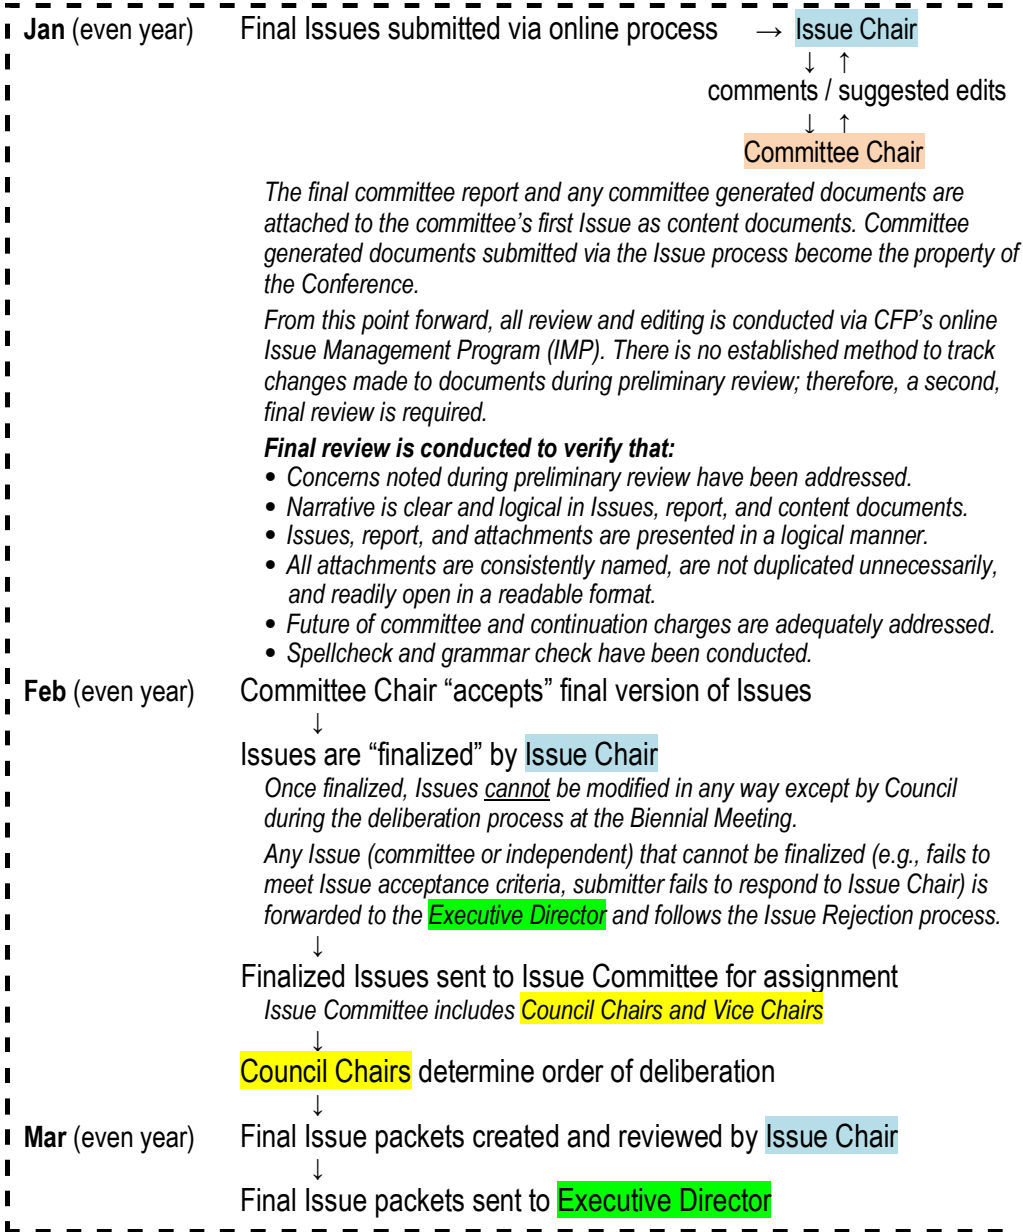 Jan (even year) Final Issues submitted via online process → Issue Chair
↓ ↑
comments / suggested edits
↓ ↑
Committee Chair
The final committee report and any committee generated documents are
attached to the committee’s first Issue as content documents. Committee
generated documents submitted via the Issue process become the property of
the Conference.
From this point forward, all review and editing is conducted via CFP’s online
Issue Management Program (IMP). There is no established method to track
changes made to documents during preliminary review; therefore, a second,
final review is required.
Final review is conducted to verify that:
• Concerns noted during preliminary review have been addressed.
• Narrative is clear and logical in Issues, report, and content documents.
• Issues, report, and attachments are presented in a logical manner.
• All attachments are consistently named, are not duplicated unnecessarily,
and readily open in a readable format.
• Future of committee and continuation charges are adequately addressed.
• Spellcheck and grammar check have been conducted.
Feb (even year) Committee Chair “accepts” final version of Issues
↓
Issues are “finalized” by Issue Chair
Once finalized, Issues cannot be modified in any way except by Council
during the deliberation process at the Biennial Meeting.
Any Issue (committee or independent) that cannot be finalized (e.g., fails to
meet Issue acceptance criteria, submitter fails to respond to Issue Chair) is
forwarded to the Executive Director and follows the Issue Rejection process.
↓
Finalized Issues sent to Issue Committee for assignment
Issue Committee includes Council Chairs and Vice Chairs
↓
Council Chairs determine order of deliberation
↓
Mar (even year) Final Issue packets created and reviewed by Issue Chair
↓
Final Issue packets sent to Executive Director